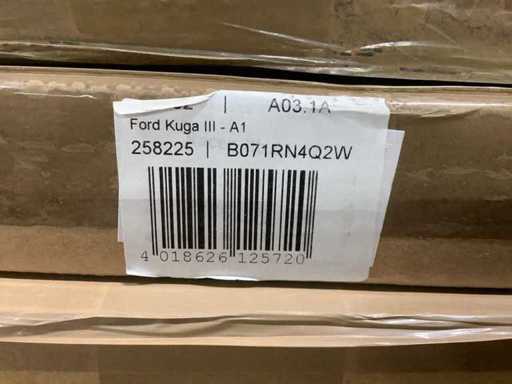 | A03.1A
Ford Kuga III - A1
258225 | B071RN4Q2W
4 018626 125720